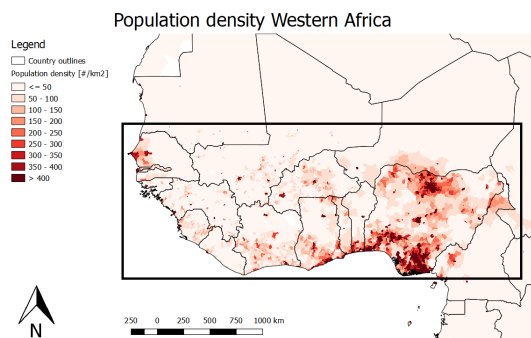 Population density Western Africa
Legend
Country outlines
Population density [#/km2]
<= 50
50 - 100
100 - 150
150 - 200
200 - 250
250 - 300
300 - 350
350 - 400
> 400
N
250 0 250 500 750 1000 km